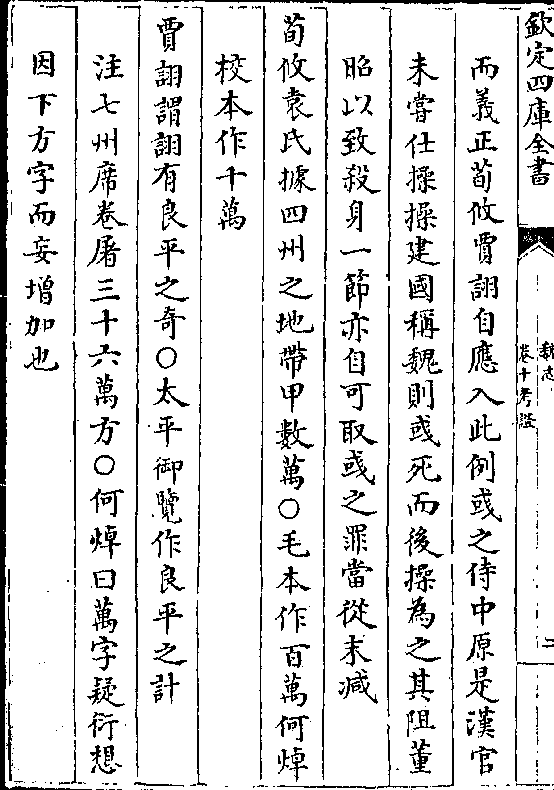 欽定四庫全書
魏志
卷十考證
二
而義正荀攸賈詡自應入此例彧之侍中原是漢官
未嘗仕操操建國稱魏則彧死而後操為之其阻董
昭以致殺身一節亦自可取彧之罪當從末減
荀攸袁氏據四州之地帶甲數萬○毛本作百萬何焯
校本作十萬
賈詡謂詡有良平之奇○太平御覽作良平之計
注七州席卷屠三十六萬方○何焯曰萬字疑衍想
因下方字而妄增加也